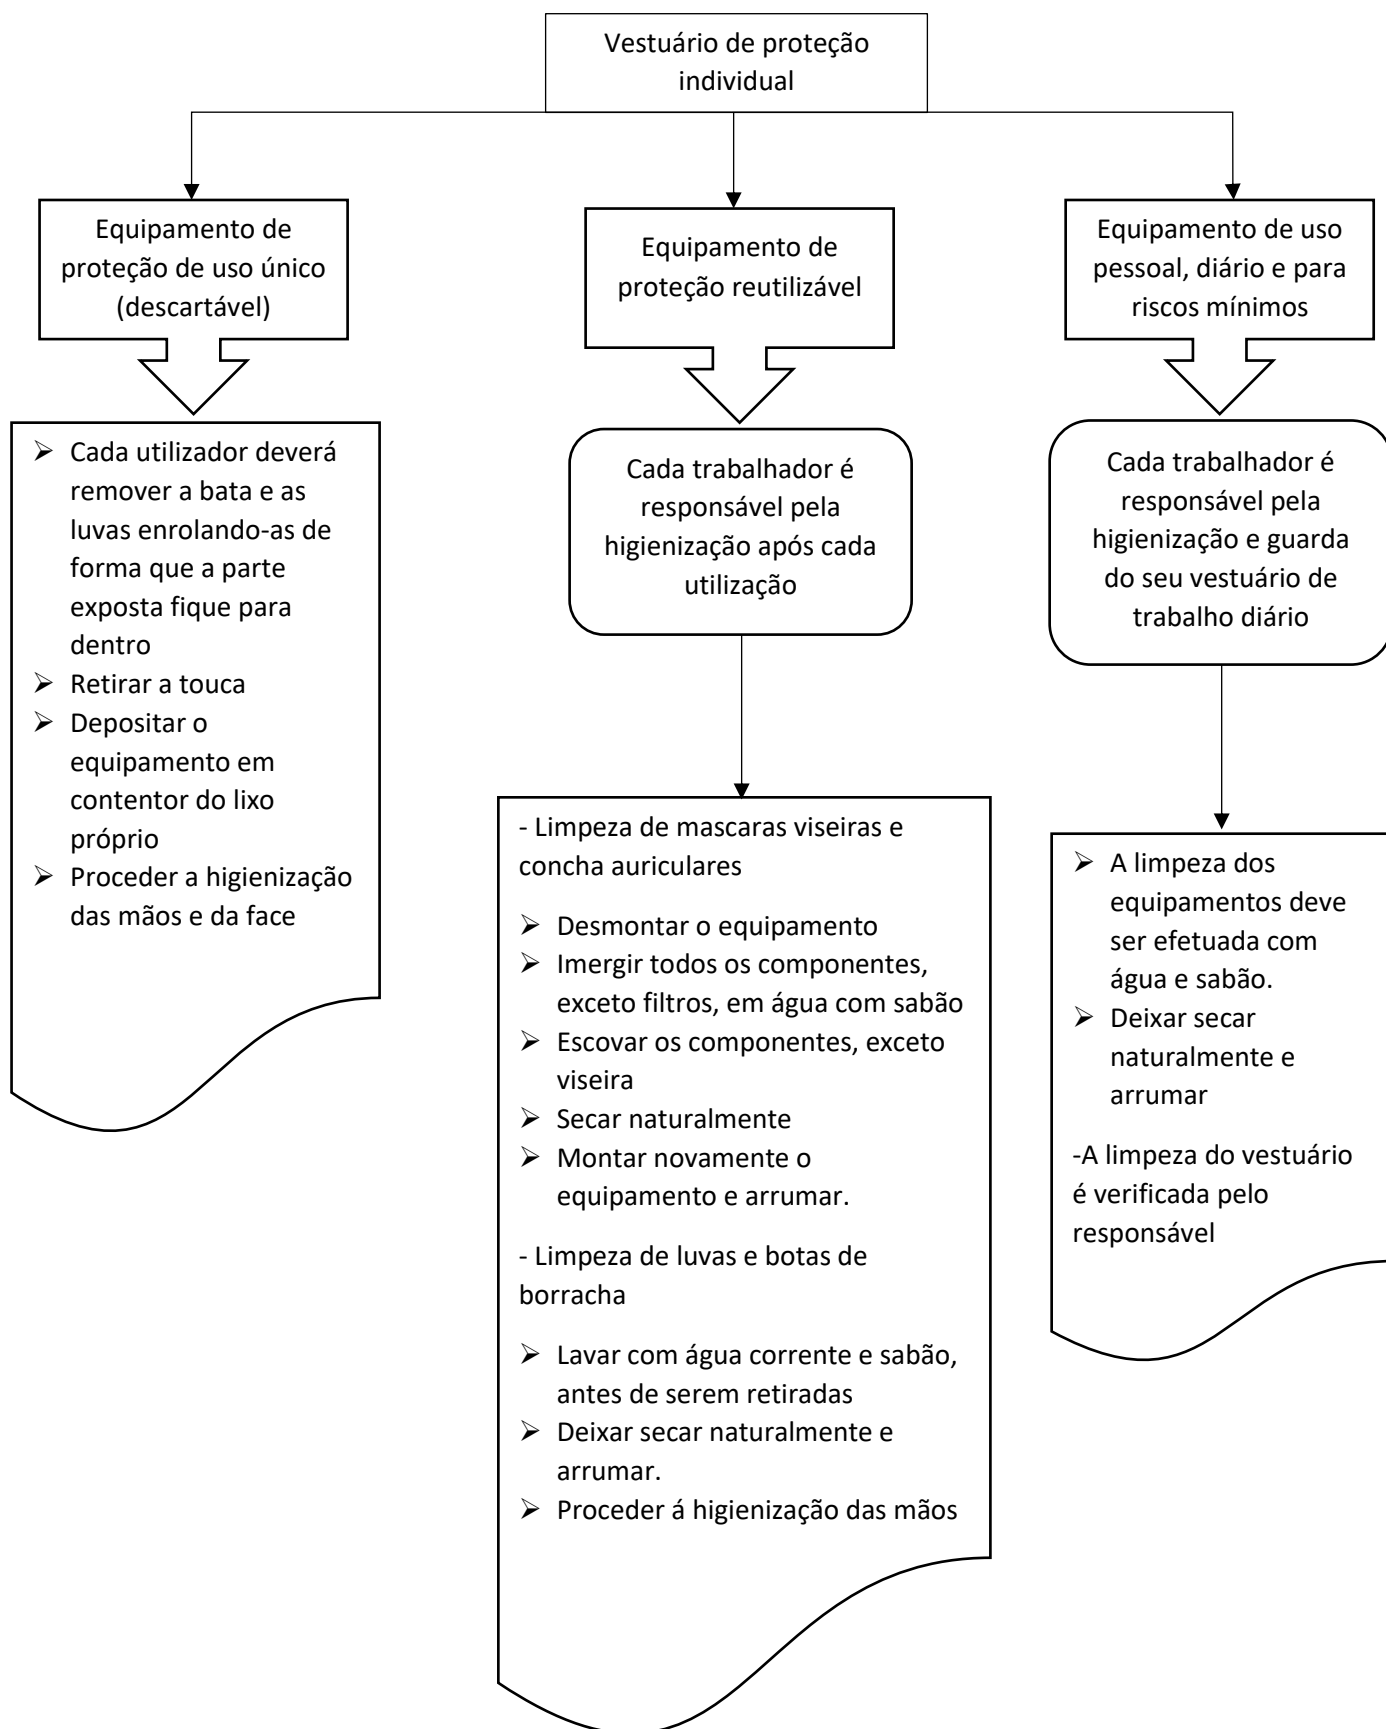 Vestuário de proteção
individual
Equipamento de
proteção de uso único
(descartável)
Equipamento de
proteção reutilizável
Equipamento de uso
pessoal, diário e para
riscos mínimos
➢ Cada utilizador deverá
remover a bata e as
luvas enrolando-as de
forma que a parte
exposta fique para
dentro
➢ Retirar a touca
➢ Depositar o
equipamento em
contentor do lixo
próprio
➢ Proceder a higienização
das mãos e da face
Cada trabalhador é
responsável pela
higienização após cada
utilização
- Limpeza de mascaras viseiras e
concha auriculares
➢ Desmontar o equipamento
➢ Imergir todos os componentes,
exceto filtros, em água com sabão
➢ Escovar os componentes, exceto
viseira
➢ Secar naturalmente
➢ Montar novamente o
equipamento e arrumar.
- Limpeza de luvas e botas de
borracha
➢ Lavar com água corrente e sabão,
antes de serem retiradas
➢ Deixar secar naturalmente e
arrumar.
➢ Proceder á higienização das mãos
Cada trabalhador é
responsável pela
higienização e guarda
do seu vestuário de
trabalho diário
➢ A limpeza dos
equipamentos deve
ser efetuada com
água e sabão.
➢ Deixar secar
naturalmente e
arrumar
-A limpeza do vestuário
é verificada pelo
responsável